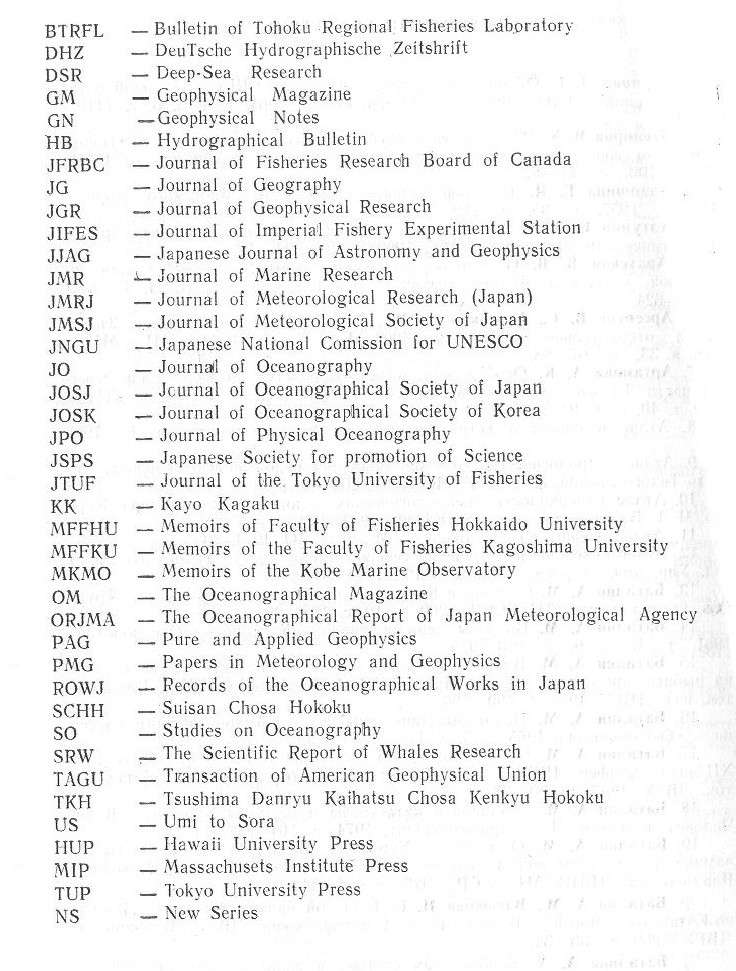 BTRFL — Bulletin of Tohoku Regional Fisheries Laboratory
DHZ — DeuTsche Hydrographische Zeitshrift
DSR — Deep-Sea Research
GM — Geophysical Magazine
GN — Geophysical Notes
HB — Hydrographical Bulletin
JFRBC — Journal of Fisheries Research Board of Canada
JG — Journal of Geography
JGR — Journal of Geophysical Research
JIFES — Journal of Imperial Fishery Experimental Station
JJAG — Japanese Journal of Astronomy and Geophysics
JMR — Journal of Marine Research
JMRJ — Journal of Meteorological Research (Japan)
JMSJ — Journal of Meteorological Society of Japan
JNGU — Japanese National Comission for UNESCO
JO — Journal of Oceanography
JOSJ — Journal of Oceanographical Society of Japan
JOSK — Journal of Oceanographical Society of Korea
JPO — Journal of Physical Oceanography
JSPS — Japanese Society for promotion of Science
JTUF — Journal of the Tokyo University of Fisheries
KK — Kayo Kagaku
MFFHU — Memoirs of Faculty of Fisheries Hokkaido University
MFFKU — Memoirs of the Faculty of Fisheries Kagoshima University
MKMO — Memoirs of the Kobe Marine Observatory
OM — The Oceanographical Magazine
ORJMA — The Oceanographical Report of Japan Meteorological Agency
PAG — Pure and Applied Geophysics
PMG — Papers in Meteorology and Geophysics
ROWJ — Records of the Oceanographical Works in Japan
SCHH — Suisan Chosa Hokoku
SO — Studies on Oceanography
SRW — The Scientific Report of Whales Research
TAGU — Transaction of American Geophysical Union
TKH — Tsushima Danryu Kaihatsu Chosa Kenkyu Hokoku
US — Umi to Sora
HUP — Hawaii University Press
MIP — Massachusets Institute Press
TUP — Tokyo University Press
NS — New Series